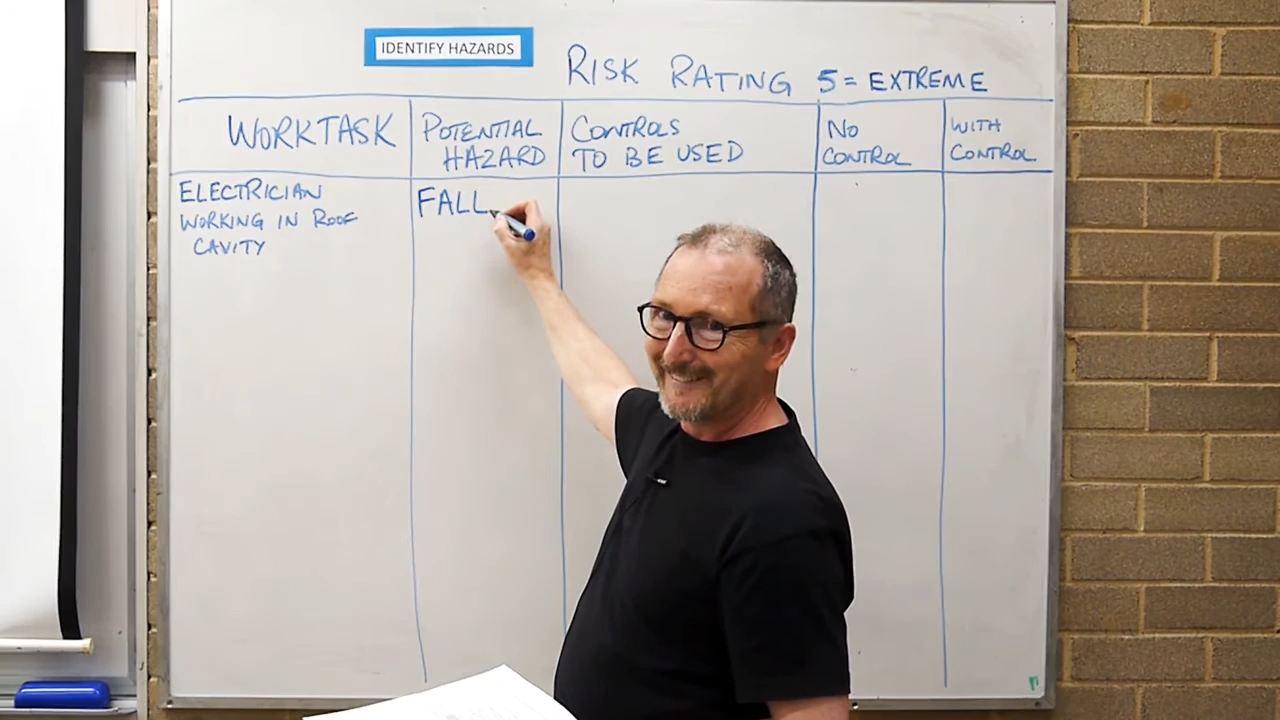 IDENTIFY HAZARDS
RISK RATING 5 = EXTREME
WORKTASK
POTENTIAL
HAZARD
CONTROLS
TO BE USED
NO
CONTROL
WITH
CONTROL
ELECTRICIAN
WORKING IN ROOF
CAVITY
FALL